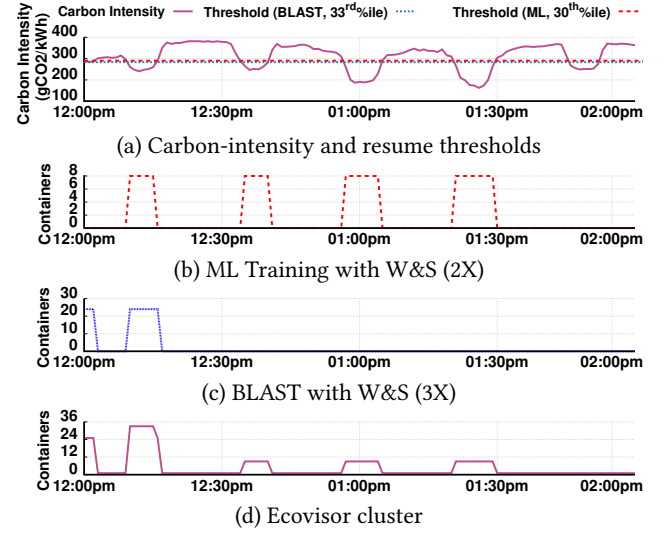 Carbon Intensity Threshold (BLAST, 33rd%ile) Threshold (ML, 30th%ile)
Carbon Intensity
(gCO2/kWh)
400
300
200
100
12:00pm 12:30pm 01:00pm 01:30pm 02:00pm
(a) Carbon-intensity and resume thresholds
Containers
8
6
4
2
0
12:00pm 12:30pm 01:00pm 01:30pm 02:00pm
(b) ML Training with W&S (2X)
Containers
30
20
10
0
12:00pm 12:30pm 01:00pm 01:30pm 02:00pm
(c) BLAST with W&S (3X)
Containers
36
24
12
0
12:00pm 12:30pm 01:00pm 01:30pm 02:00pm
(d) Ecovisor cluster